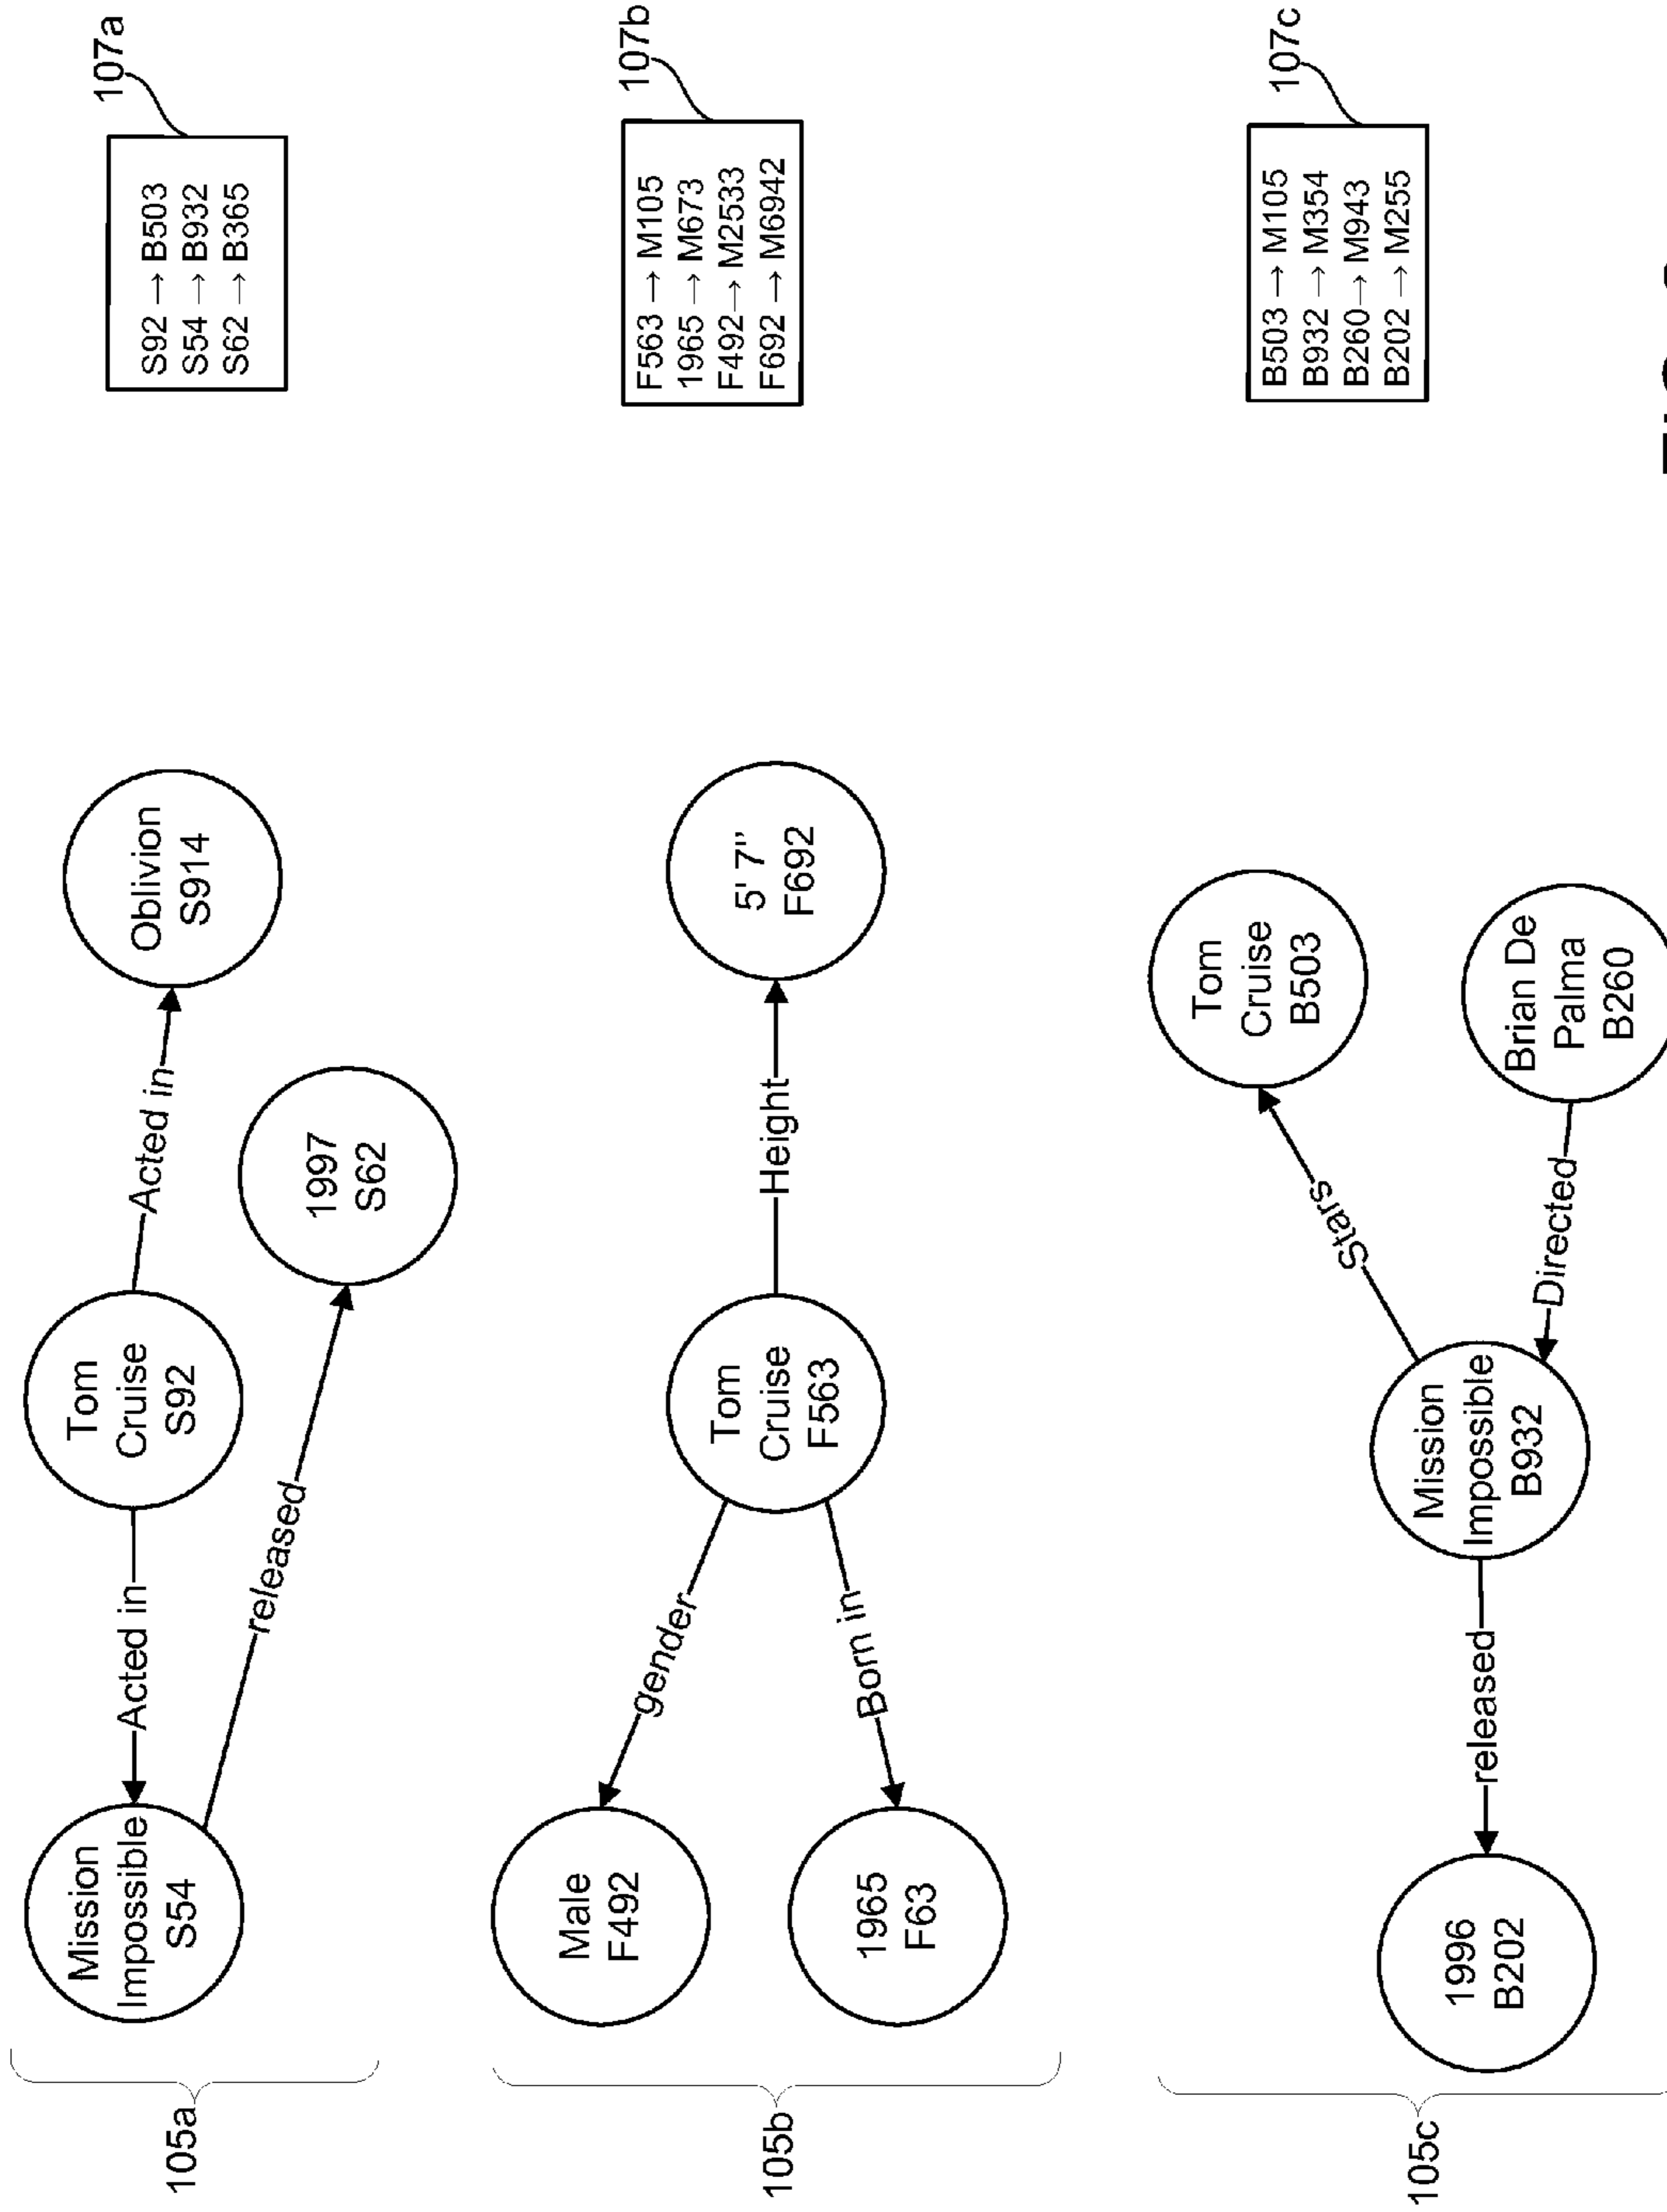 105a
Mission
Impossible
S54
Acted in
Tom
Cruise
S92
Acted in
Oblivion
S914
released
1997
S62
107a
S92 → B503
S54 → B932
S62 → B365
105b
Male
F492
gender
1965
F63
Born in
Tom
Cruise
F563
Height
5' 7"
F692
107b
F563 → M105
1965 → M673
F492 → M2533
F692 → M6942
105c
1996
B202
released
Mission
Impossible
B932
Stars
Tom
Cruise
B503
Directed
Brian De
Palma
B260
107c
B503 → M105
B932 → M354
B260 → M943
B202 → M255